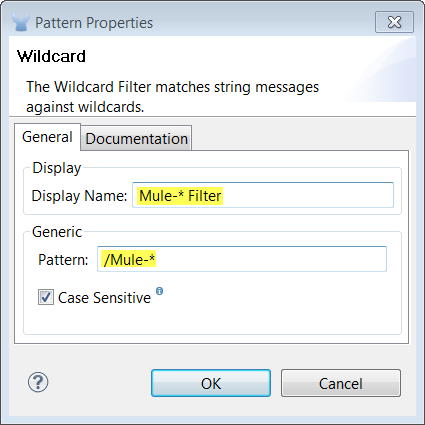 Pattern Properties
Wildcard
The Wildcard Filter matches string messages
against wildcards.
General Documentation
Display
Display Name: Mule-* Filter
Generic
Pattern: /Mule-*
Case Sensitive i
? OK Cancel